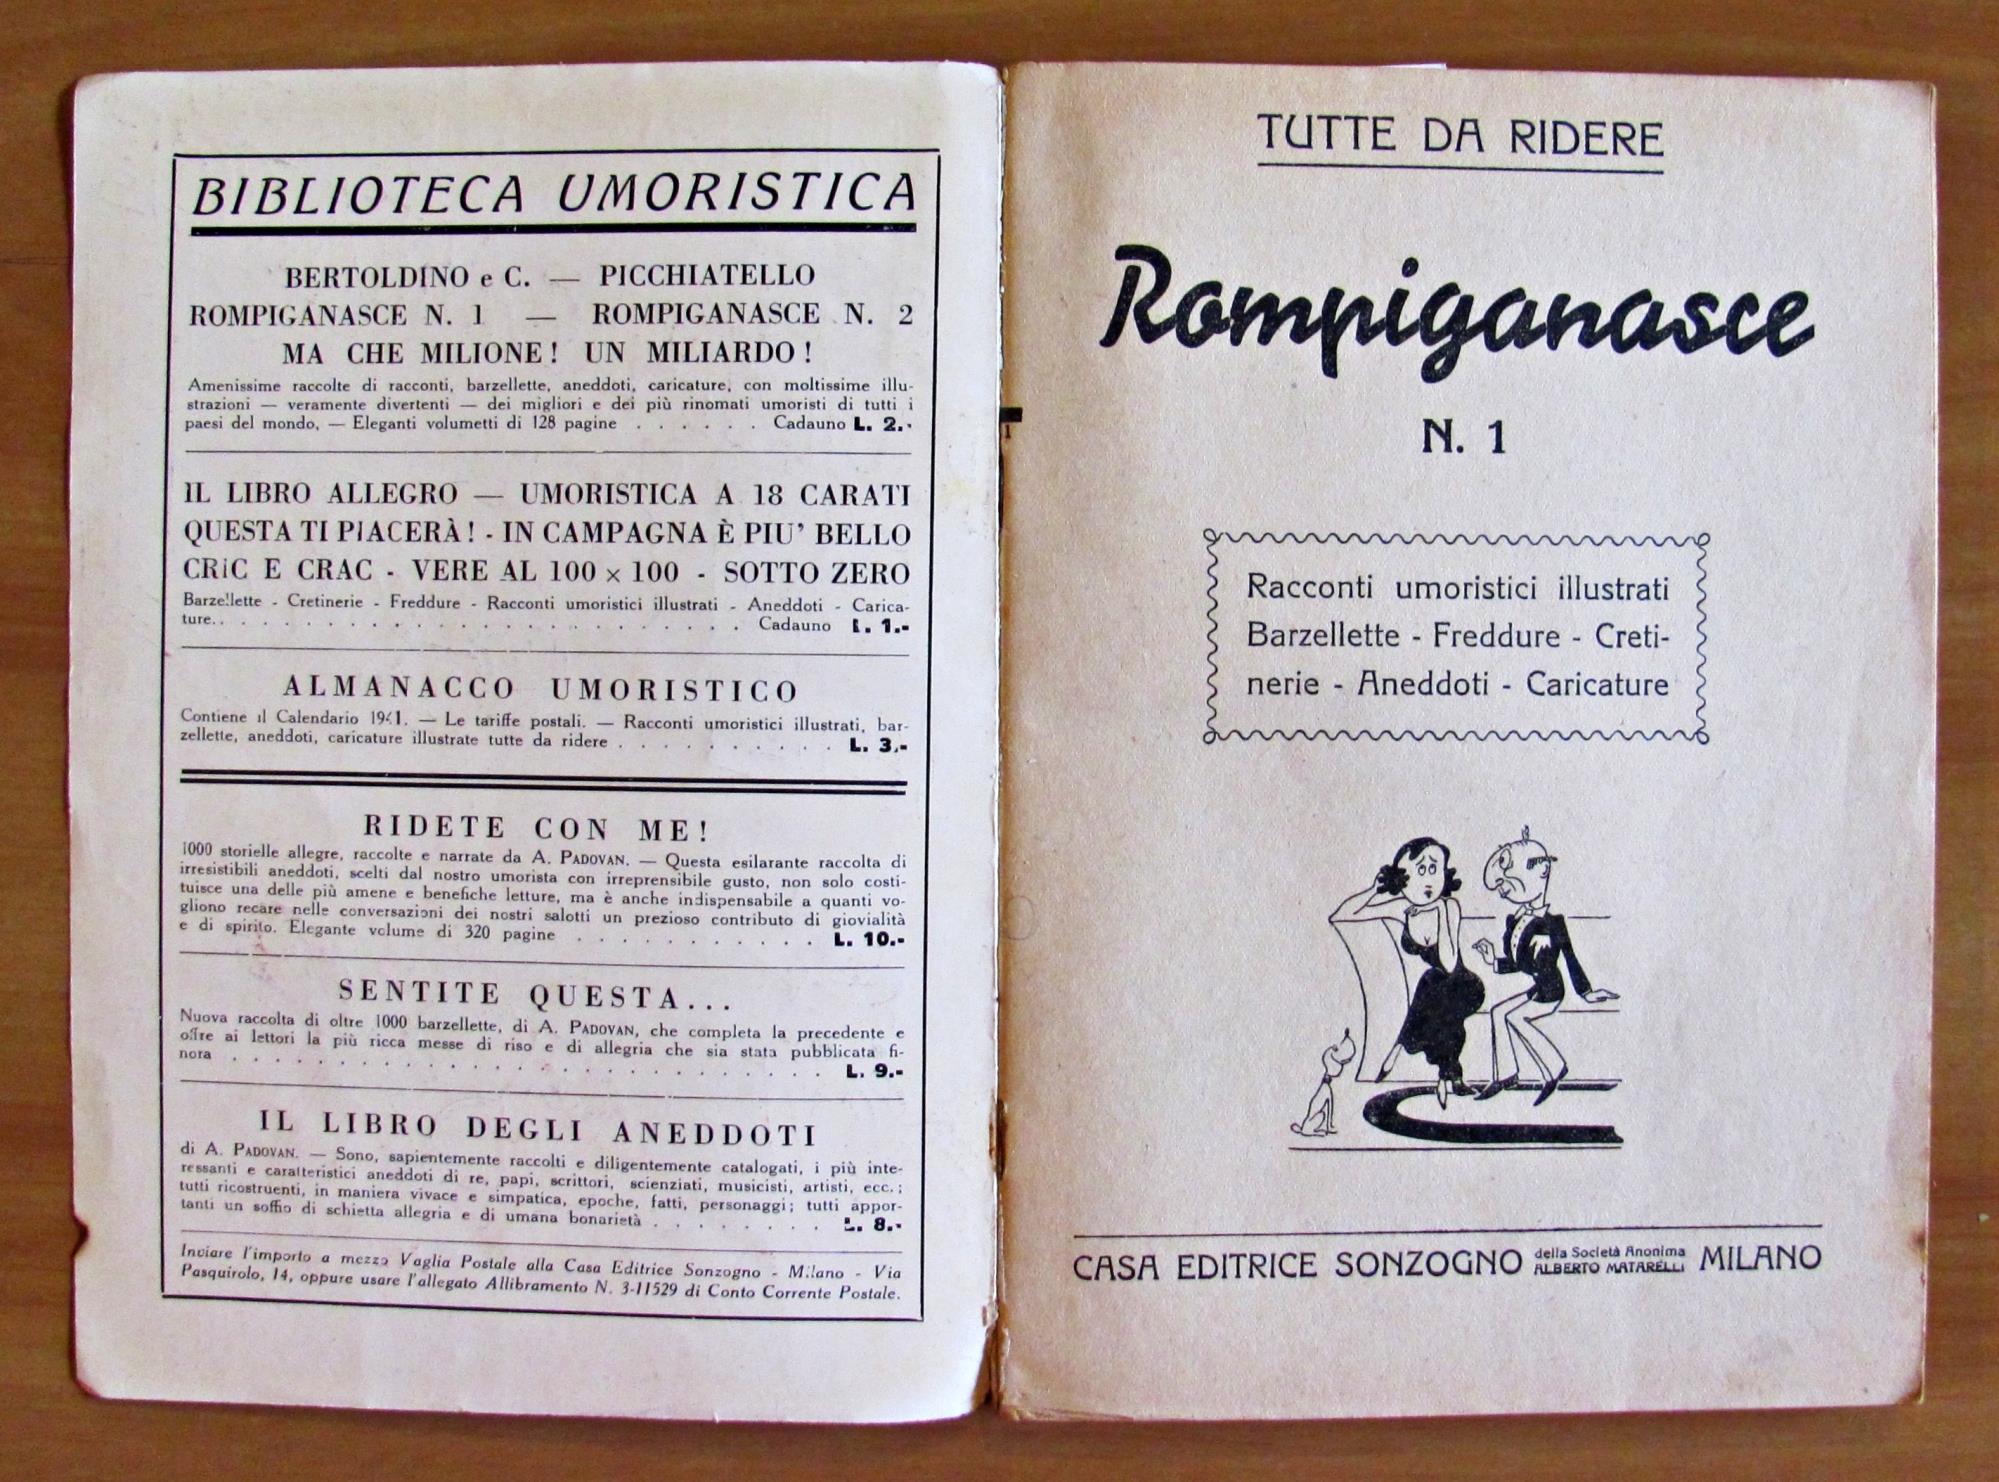 BIBLIOTECA UMORISTICA
BERTOLDINO e C. — PICCHIATELLO
ROMPIGANASCE N. 1 — ROMPIGANASCE N. 2
MA CHE MILIONE! UN MILIARDO!
Amenissime raccolte di racconti, barzellette, aneddoti, caricature, con moltissime illu-
strazioni — veramente divertenti — dei migliori e dei più rinomati umoristi di tutti i
paesi del mondo. — Eleganti volumetti di 128 pagine . . . . . . Cadauno L. 2.-
IL LIBRO ALLEGRO — UMORISTICA A 18 CARATI
QUESTA TI PIACERÀ! - IN CAMPAGNA È PIU' BELLO
CRIC E CRAC - VERE AL 100 × 100 - SOTTO ZERO
Barzellette - Cretinerie - Freddure - Racconti umoristici illustrati - Aneddoti - Carica-
ture. . . . . . . . . . . . . . . . . . . . . . . Cadauno L. 1.-
ALMANACCO UMORISTICO
Contiene il Calendario 1941. — Le tariffe postali. — Racconti umoristici illustrati, bar-
zellette, aneddoti, caricature illustrate tutte da ridere . . . . . . . . . . L. 3.-
RIDETE CON ME!
1000 storielle allegre, raccolte e narrate da A. PADOVAN. — Questa esilarante raccolta di
irresistibili aneddoti, scelti dal nostro umorista con irreprensibile gusto, non solo costi-
tuisce una delle più amene e benefiche letture, ma è anche indispensabile a quanti vo-
gliono recare nelle conversazioni dei nostri salotti un prezioso contributo di giovialità
e di spirito. Elegante volume di 320 pagine . . . . . . . . . . . L. 10.-
SENTITE QUESTA...
Nuova raccolta di oltre 1000 barzellette, di A. PADOVAN, che completa la precedente e
offre ai lettori la più ricca messe di riso e di allegria che sia stata pubblicata fi-
nora . . . . . . . . . . . . . . . . . . . . . . L. 9.-
IL LIBRO DEGLI ANEDDOTI
di A. PADOVAN. — Sono, sapientemente raccolti e diligentemente catalogati, i più inte-
ressanti e caratteristici aneddoti di re, papi, scrittori, scienziati, musicisti, artisti, ecc.;
tutti ricostruenti, in maniera vivace e simpatica, epoche, fatti, personaggi; tutti appor-
tanti un soffio di schietta allegria e di umana bonarietà . . . . . . . . L. 8.-
Inviare l'importo a mezzo Vaglia Postale alla Casa Editrice Sonzogno - Milano - Via
Pasquirolo, 14, oppure usare l'allegato Allibramento N. 3-11529 di Conto Corrente Postale.
TUTTE DA RIDERE
Rompiganasce
N. 1
Racconti umoristici illustrati
Barzellette - Freddure - Creti-
nerie - Aneddoti - Caricature
CASA EDITRICE SONZOGNO della Società Anonima ALBERTO MATARELLI MILANO